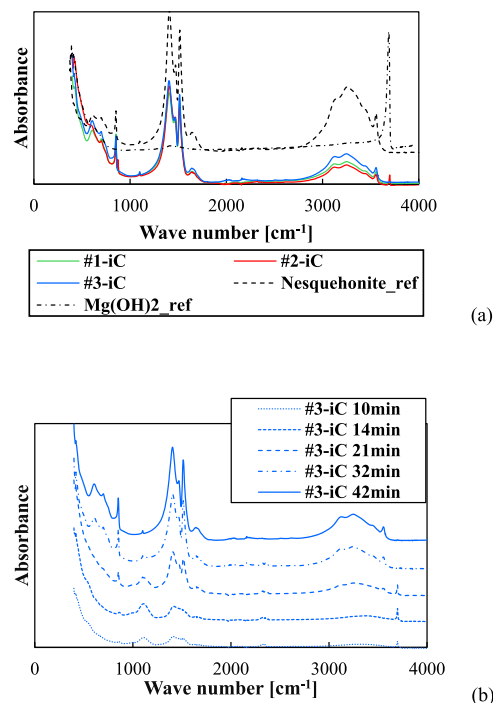 Absorbance
0 1000 2000 3000 4000
Wave number [cm⁻¹]
#1-iC #2-iC
#3-iC Nesquehonite_ref
Mg(OH)2_ref
(a)
#3-iC 10min
#3-iC 14min
#3-iC 21min
#3-iC 32min
#3-iC 42min
Absorbance
0 1000 2000 3000 4000
Wave number [cm⁻¹]
(b)